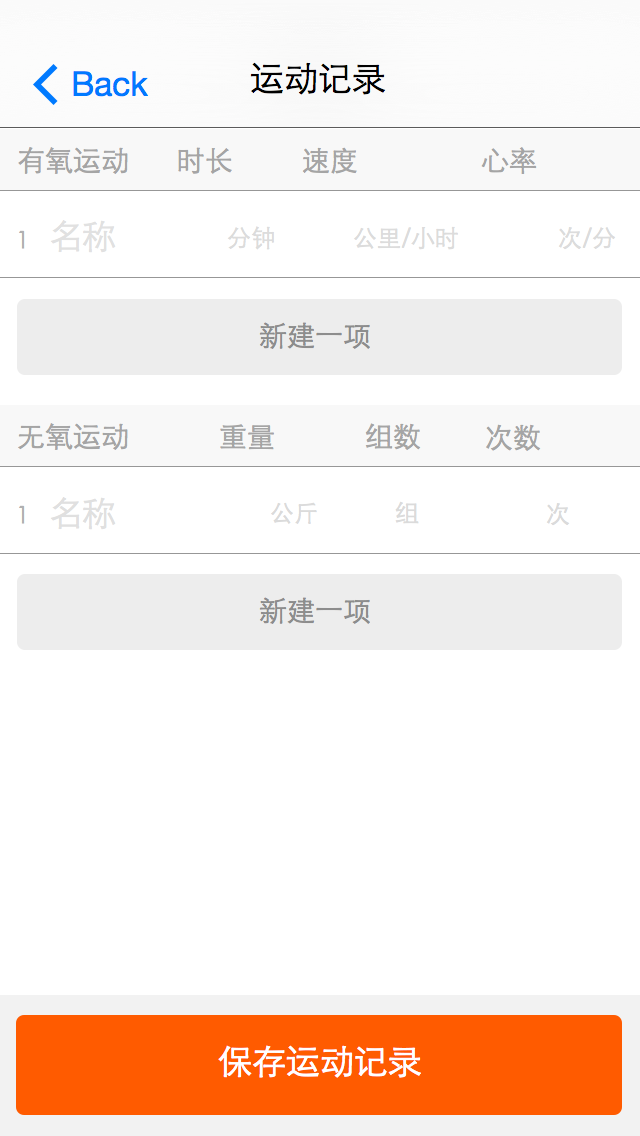 Back 运动记录
有氧运动 时长 速度 心率
1 名称 分钟 公里/小时 次/分
新建一项
无氧运动 重量 组数 次数
1 名称 公斤 组 次
新建一项
保存运动记录